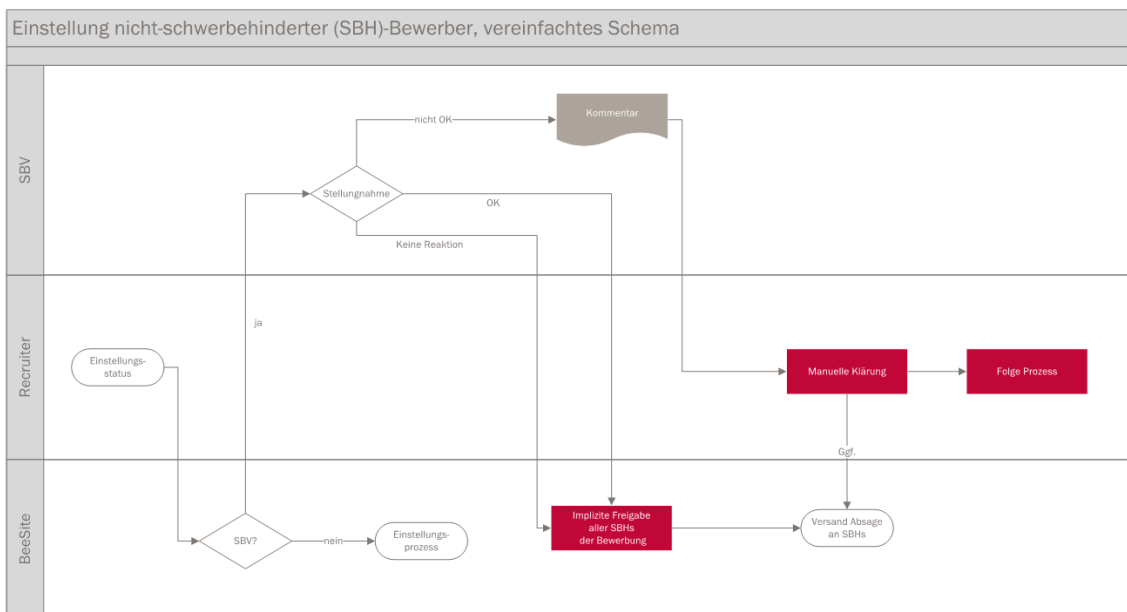 Einstellung nicht-schwerbehinderter (SBH)-Bewerber, vereinfachtes Schema
SBV
Kommentar
nicht OK
Stellungnahme
OK
Keine Reaktion
Recruiter
ja
Einstellungs-
status
Manuelle Klärung
Folge Prozess
Ggf.
BeeSite
SBV?
nein
Einstellungs-
prozess
Implizite Freigabe
aller SBHs
der Bewerbung
Versand Absage
an SBHs